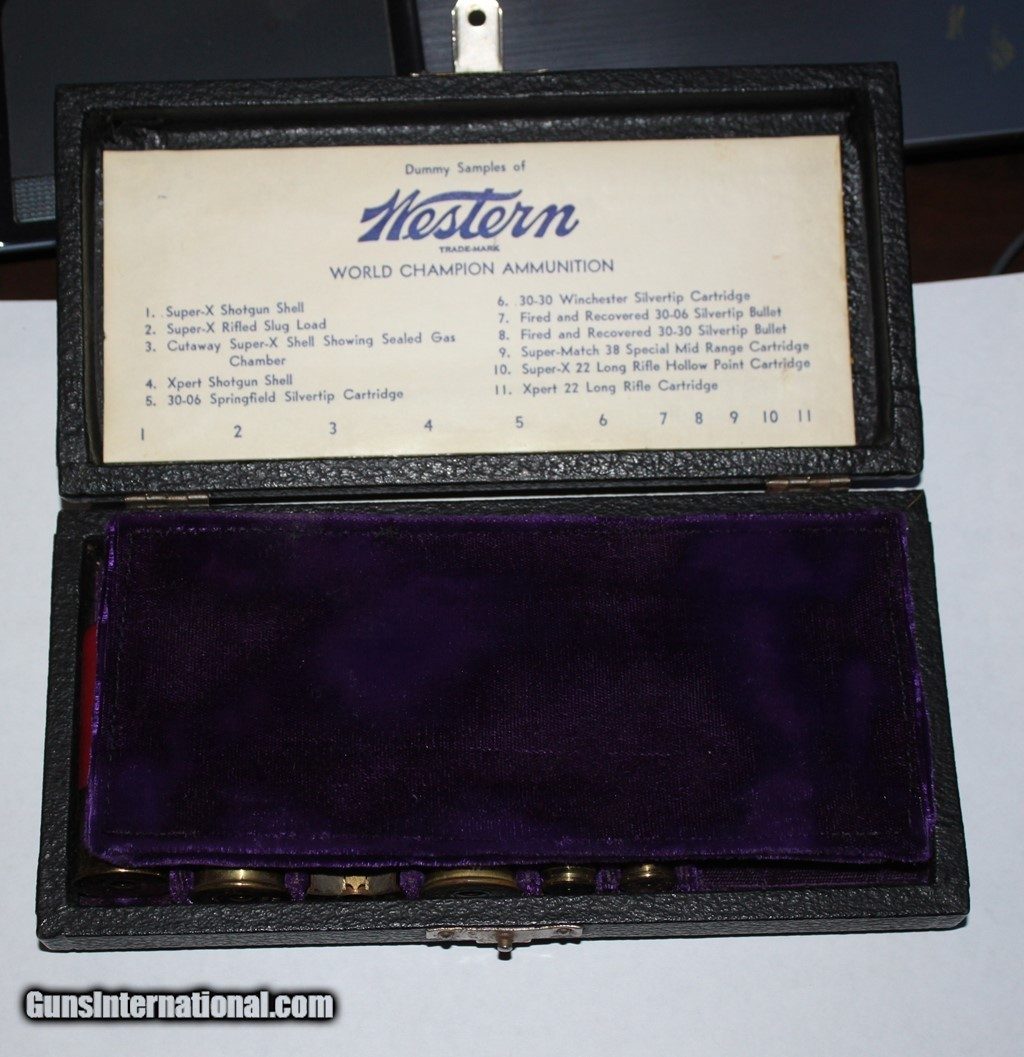 Dummy Samples of
Western
TRADE-MARK
WORLD CHAMPION AMMUNITION
1. Super-X Shotgun Shell
2. Super-X Rifled Slug Load
3. Cutaway Super-X Shell Showing Sealed Gas
Chamber
4. Xpert Shotgun Shell
5. 30-06 Springfield Silvertip Cartridge
6. 30-30 Winchester Silvertip Cartridge
7. Fired and Recovered 30-06 Silvertip Bullet
8. Fired and Recovered 30-30 Silvertip Bullet
9. Super-Match 38 Special Mid Range Cartridge
10. Super-X 22 Long Rifle Hollow Point Cartridge
11. Xpert 22 Long Rifle Cartridge
1 2 3 4 5 6 7 8 9 10 11
GunsInternational.com